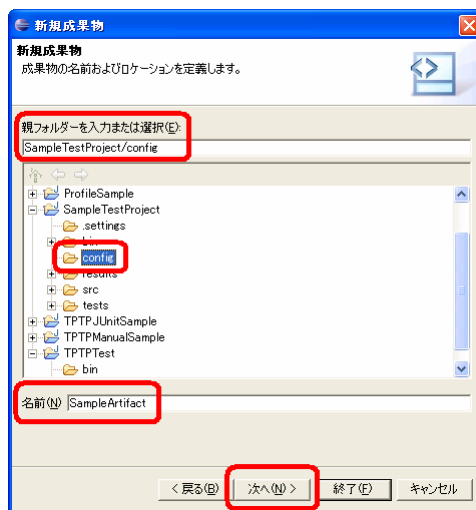 新規成果物
新規成果物
成果物の名前およびロケーションを定義します。
親フォルダーを入力または選択(E):
SampleTestProject/config
ProfileSample
SampleTestProject
.settings
bin
config
results
src
tests
TPTPJUnitSample
TPTPManualSample
TPTPTest
bin
名前(N) SampleArtifact
< 戻る(B) 次へ(N) > 終了(F) キャンセル